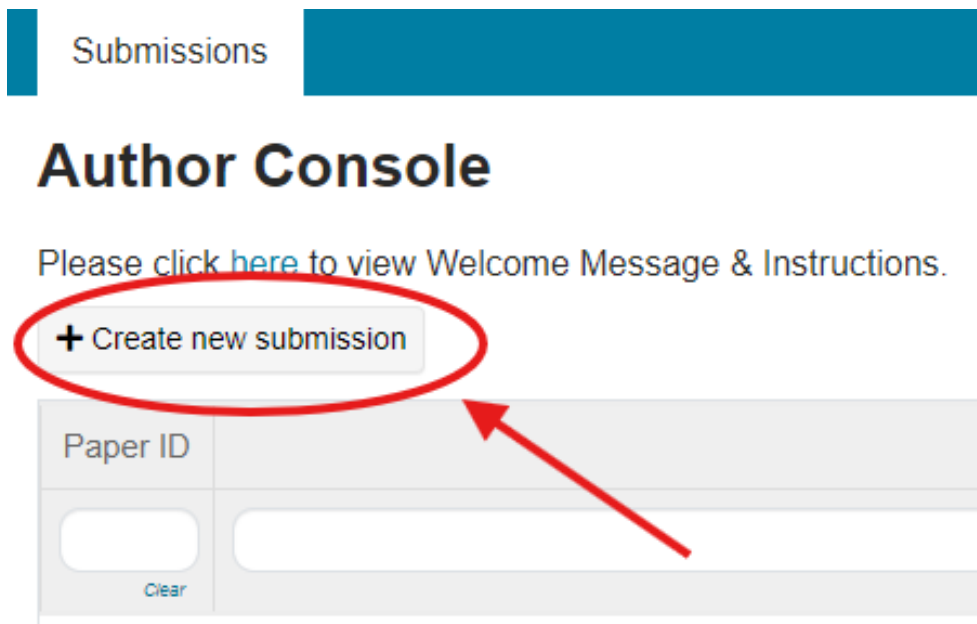 Submissions
Author Console
Please click here to view Welcome Message & Instructions.
+ Create new submission
Paper ID
Clear